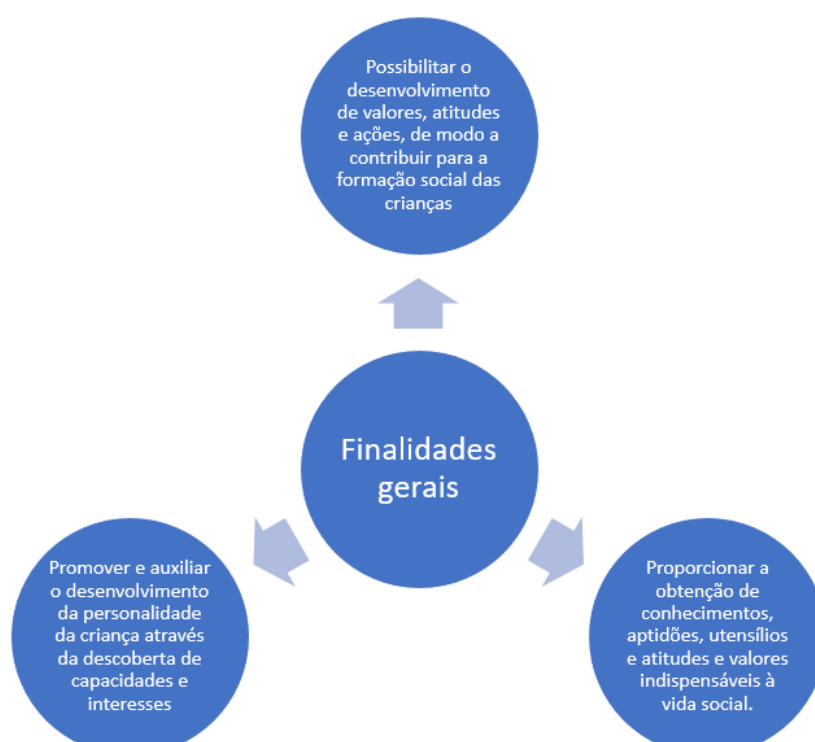 Possibilitar o
desenvolvimento
de valores, atitudes
e ações, de modo a
contribuir para a
formação social das
crianças
Finalidades
gerais
Promover e auxiliar
o desenvolvimento
da personalidade
da criança através
da descoberta de
capacidades e
interesses
Proporcionar a
obtenção de
conhecimentos,
aptidões, utensílios
e atitudes e valores
indispensáveis à
vida social.